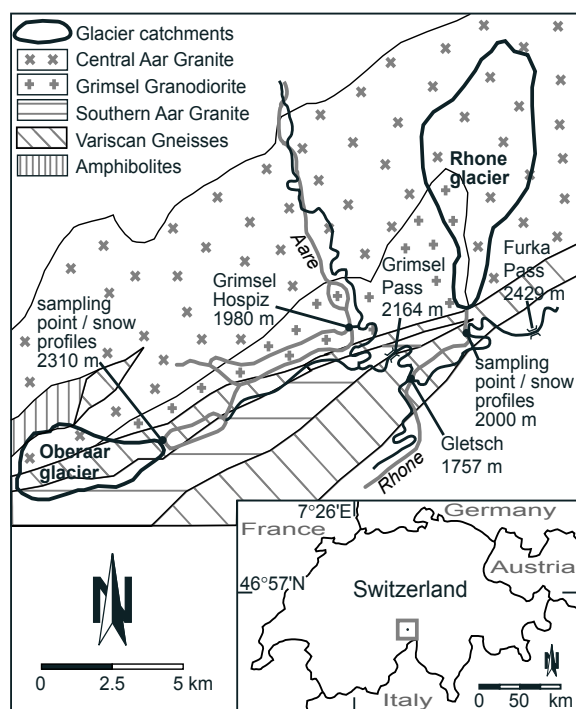 Glacier catchments
Central Aar Granite
Grimsel Granodiorite
Southern Aar Granite
Variscan Gneisses
Amphibolites
Rhone
glacier
Aare
Grimsel
Hospiz
1980 m
Grimsel
Pass
2164 m
Furka
Pass
2429 m
sampling
point / snow
profiles
2310 m
sampling
point / snow
profiles
2000 m
Oberaar
glacier
Gletsch
1757 m
Rhone
N
0 2.5 5 km
7°26'E
Germany
France
Austria
46°57'N
Switzerland
Italy
N
0 50 km